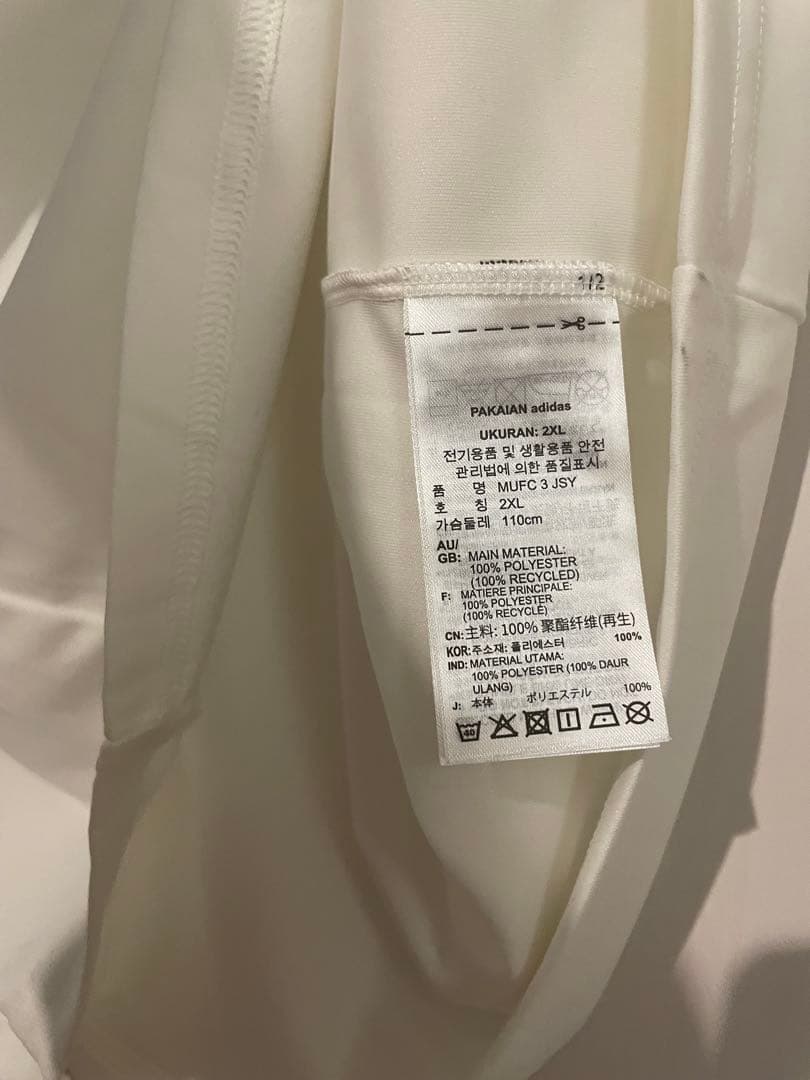 1/2
PAKAIAN adidas
UKURAN: 2XL
전기용품 및 생활용품 안전
관리법에 의한 품질표시
품 명 MUFC 3 JSY
호 칭 2XL
가슴둘레 110cm
AU/
GB: MAIN MATERIAL:
100% POLYESTER
(100% RECYCLED)
F: MATIERE PRINCIPALE:
100% POLYESTER
(100% RECYCLÉ)
CN: 主料: 100% 聚酯纤维(再生)
KOR: 주소재: 폴리에스터 100%
IND: MATERIAL UTAMA:
100% POLYESTER (100% DAUR
ULANG)
J: 本体 ポリエステル 100%
40